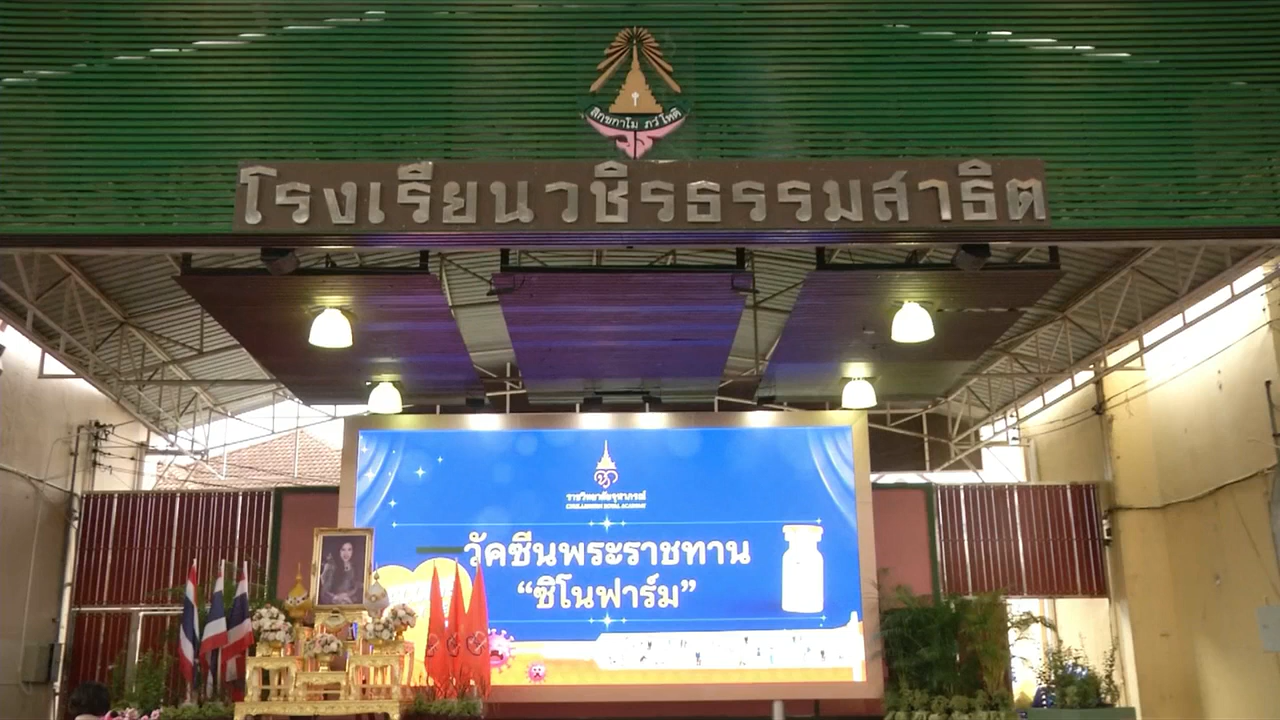 สิกฺขกาโม ภวํ โหติ
โรงเรียนวชิรธรรมสาธิต
ราชวิทยาลัยจุฬาภรณ์
CHULABHORN ROYAL ACADEMY
วัคซีนพระราชทาน
“ซิโนฟาร์ม”